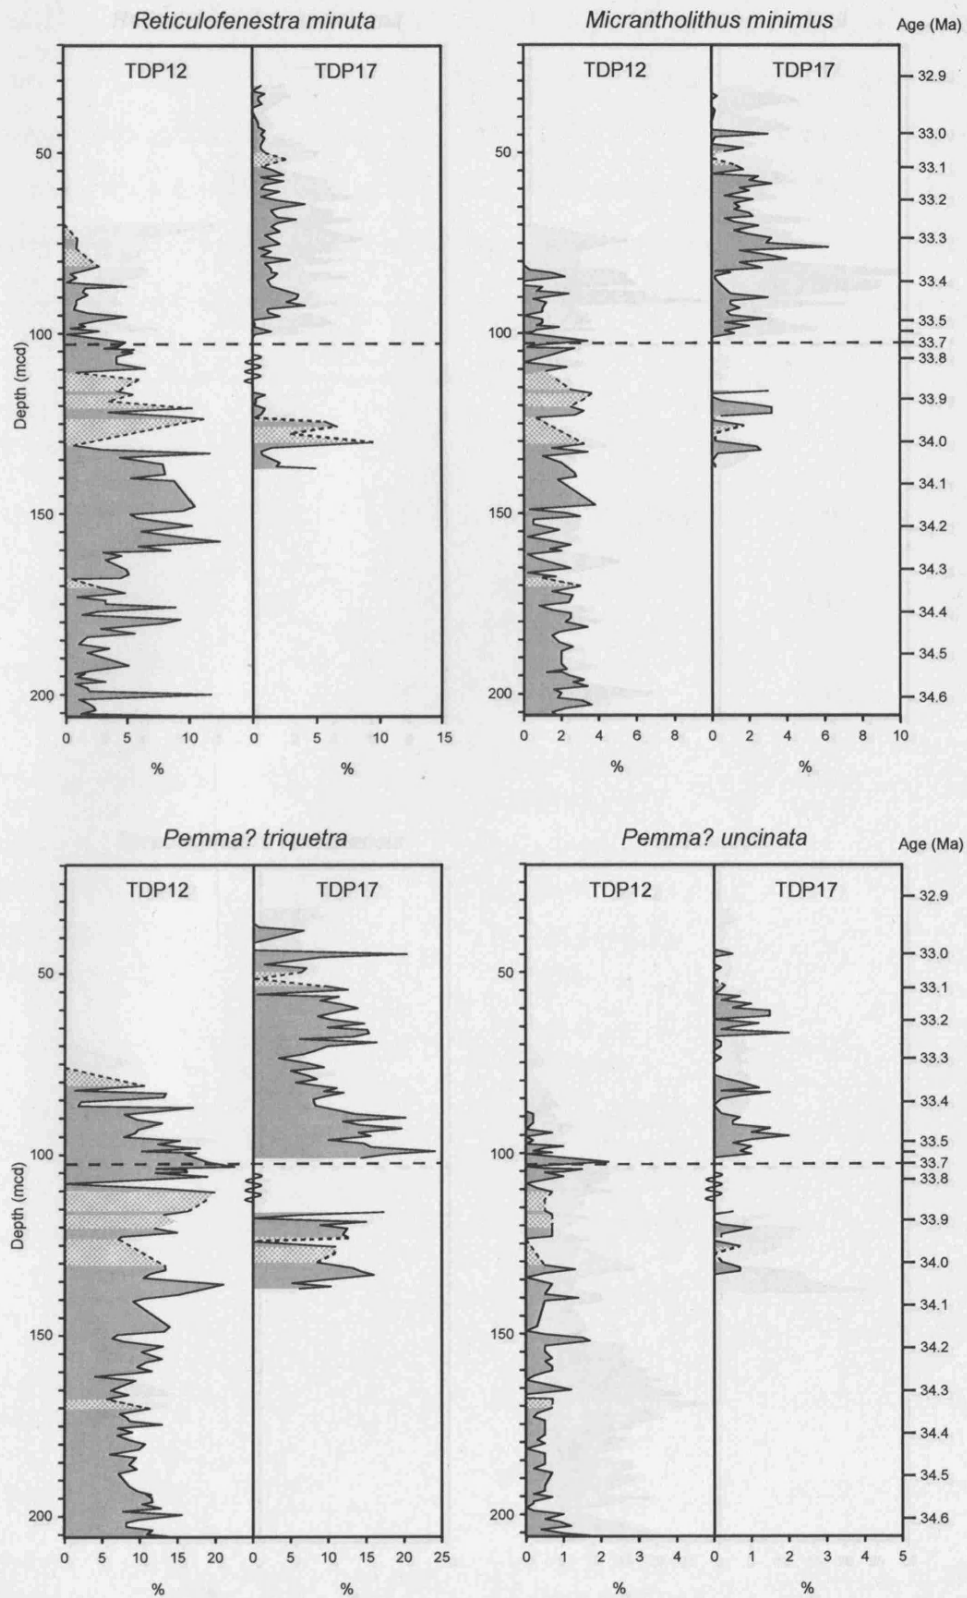 Reticulofenestra minuta
Micrantholithus minimus
Age (Ma)
TDP12
TDP17
TDP12
TDP17
32.9
33.0
33.1
33.2
33.3
33.4
33.5
33.7
33.8
33.9
34.0
34.1
34.2
34.3
34.4
34.5
34.6
50
100
150
200
Depth (mcd)
50
100
150
200
0 5 10 0 5 10 15
0 2 4 6 8 0 2 4 6 8 10
% %
% %
Pemma? triquetra
Pemma? uncinata
Age (Ma)
TDP12
TDP17
TDP12
TDP17
32.9
33.0
33.1
33.2
33.3
33.4
33.5
33.7
33.8
33.9
34.0
34.1
34.2
34.3
34.4
34.5
34.6
50
100
150
200
Depth (mcd)
50
100
150
200
0 5 10 15 20 0 5 10 15 20 25
0 1 2 3 4 0 1 2 3 4 5
% %
% %